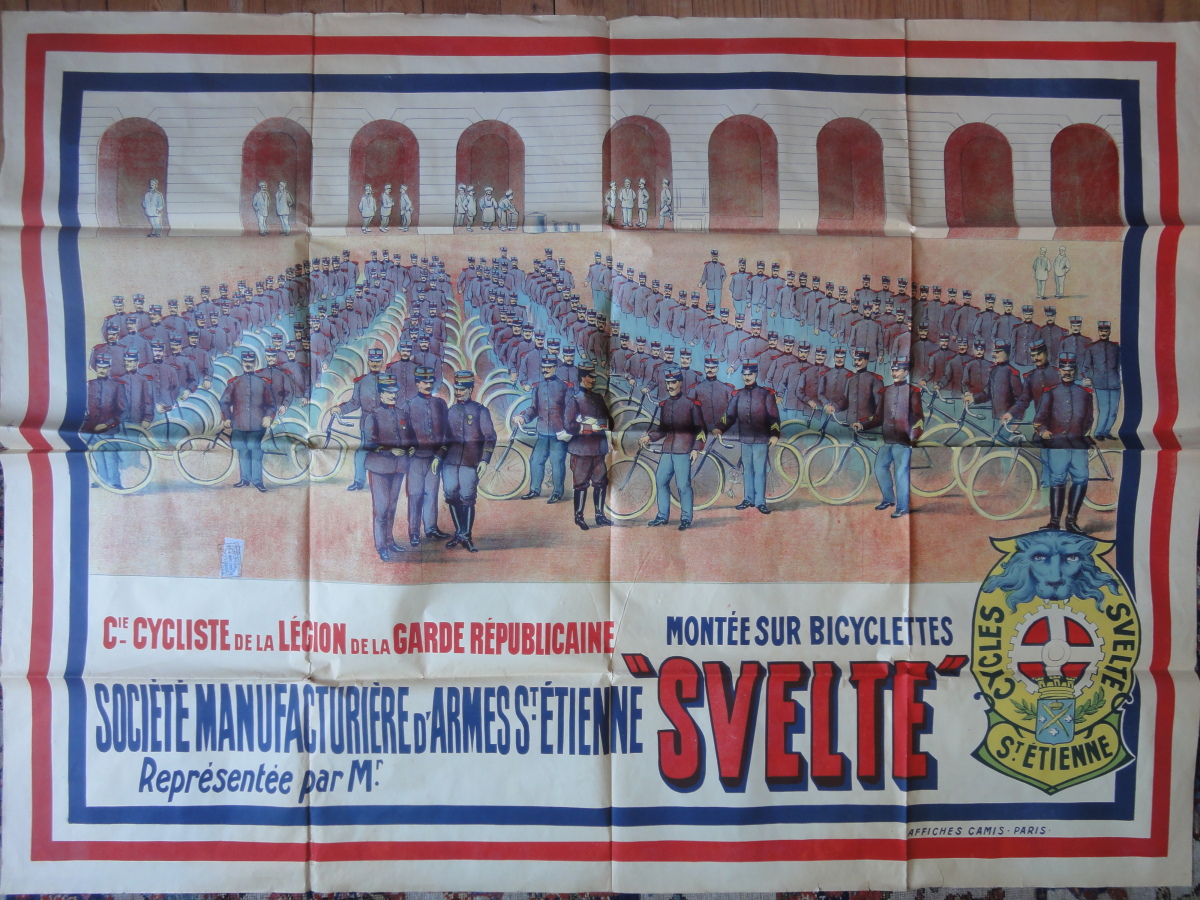 CIE CYCLISTE DE LA LÉGION DE LA GARDE RÉPUBLICAINE
MONTÉE SUR BICYCLETTES
SOCIÉTÉ MANUFACTURIÈRE D'ARMES ST. ÉTIENNE
"SVELTE"
Représentée par Mr.
CYCLES SVELTE
ST. ÉTIENNE
AFFICHES CAMIS - PARIS -